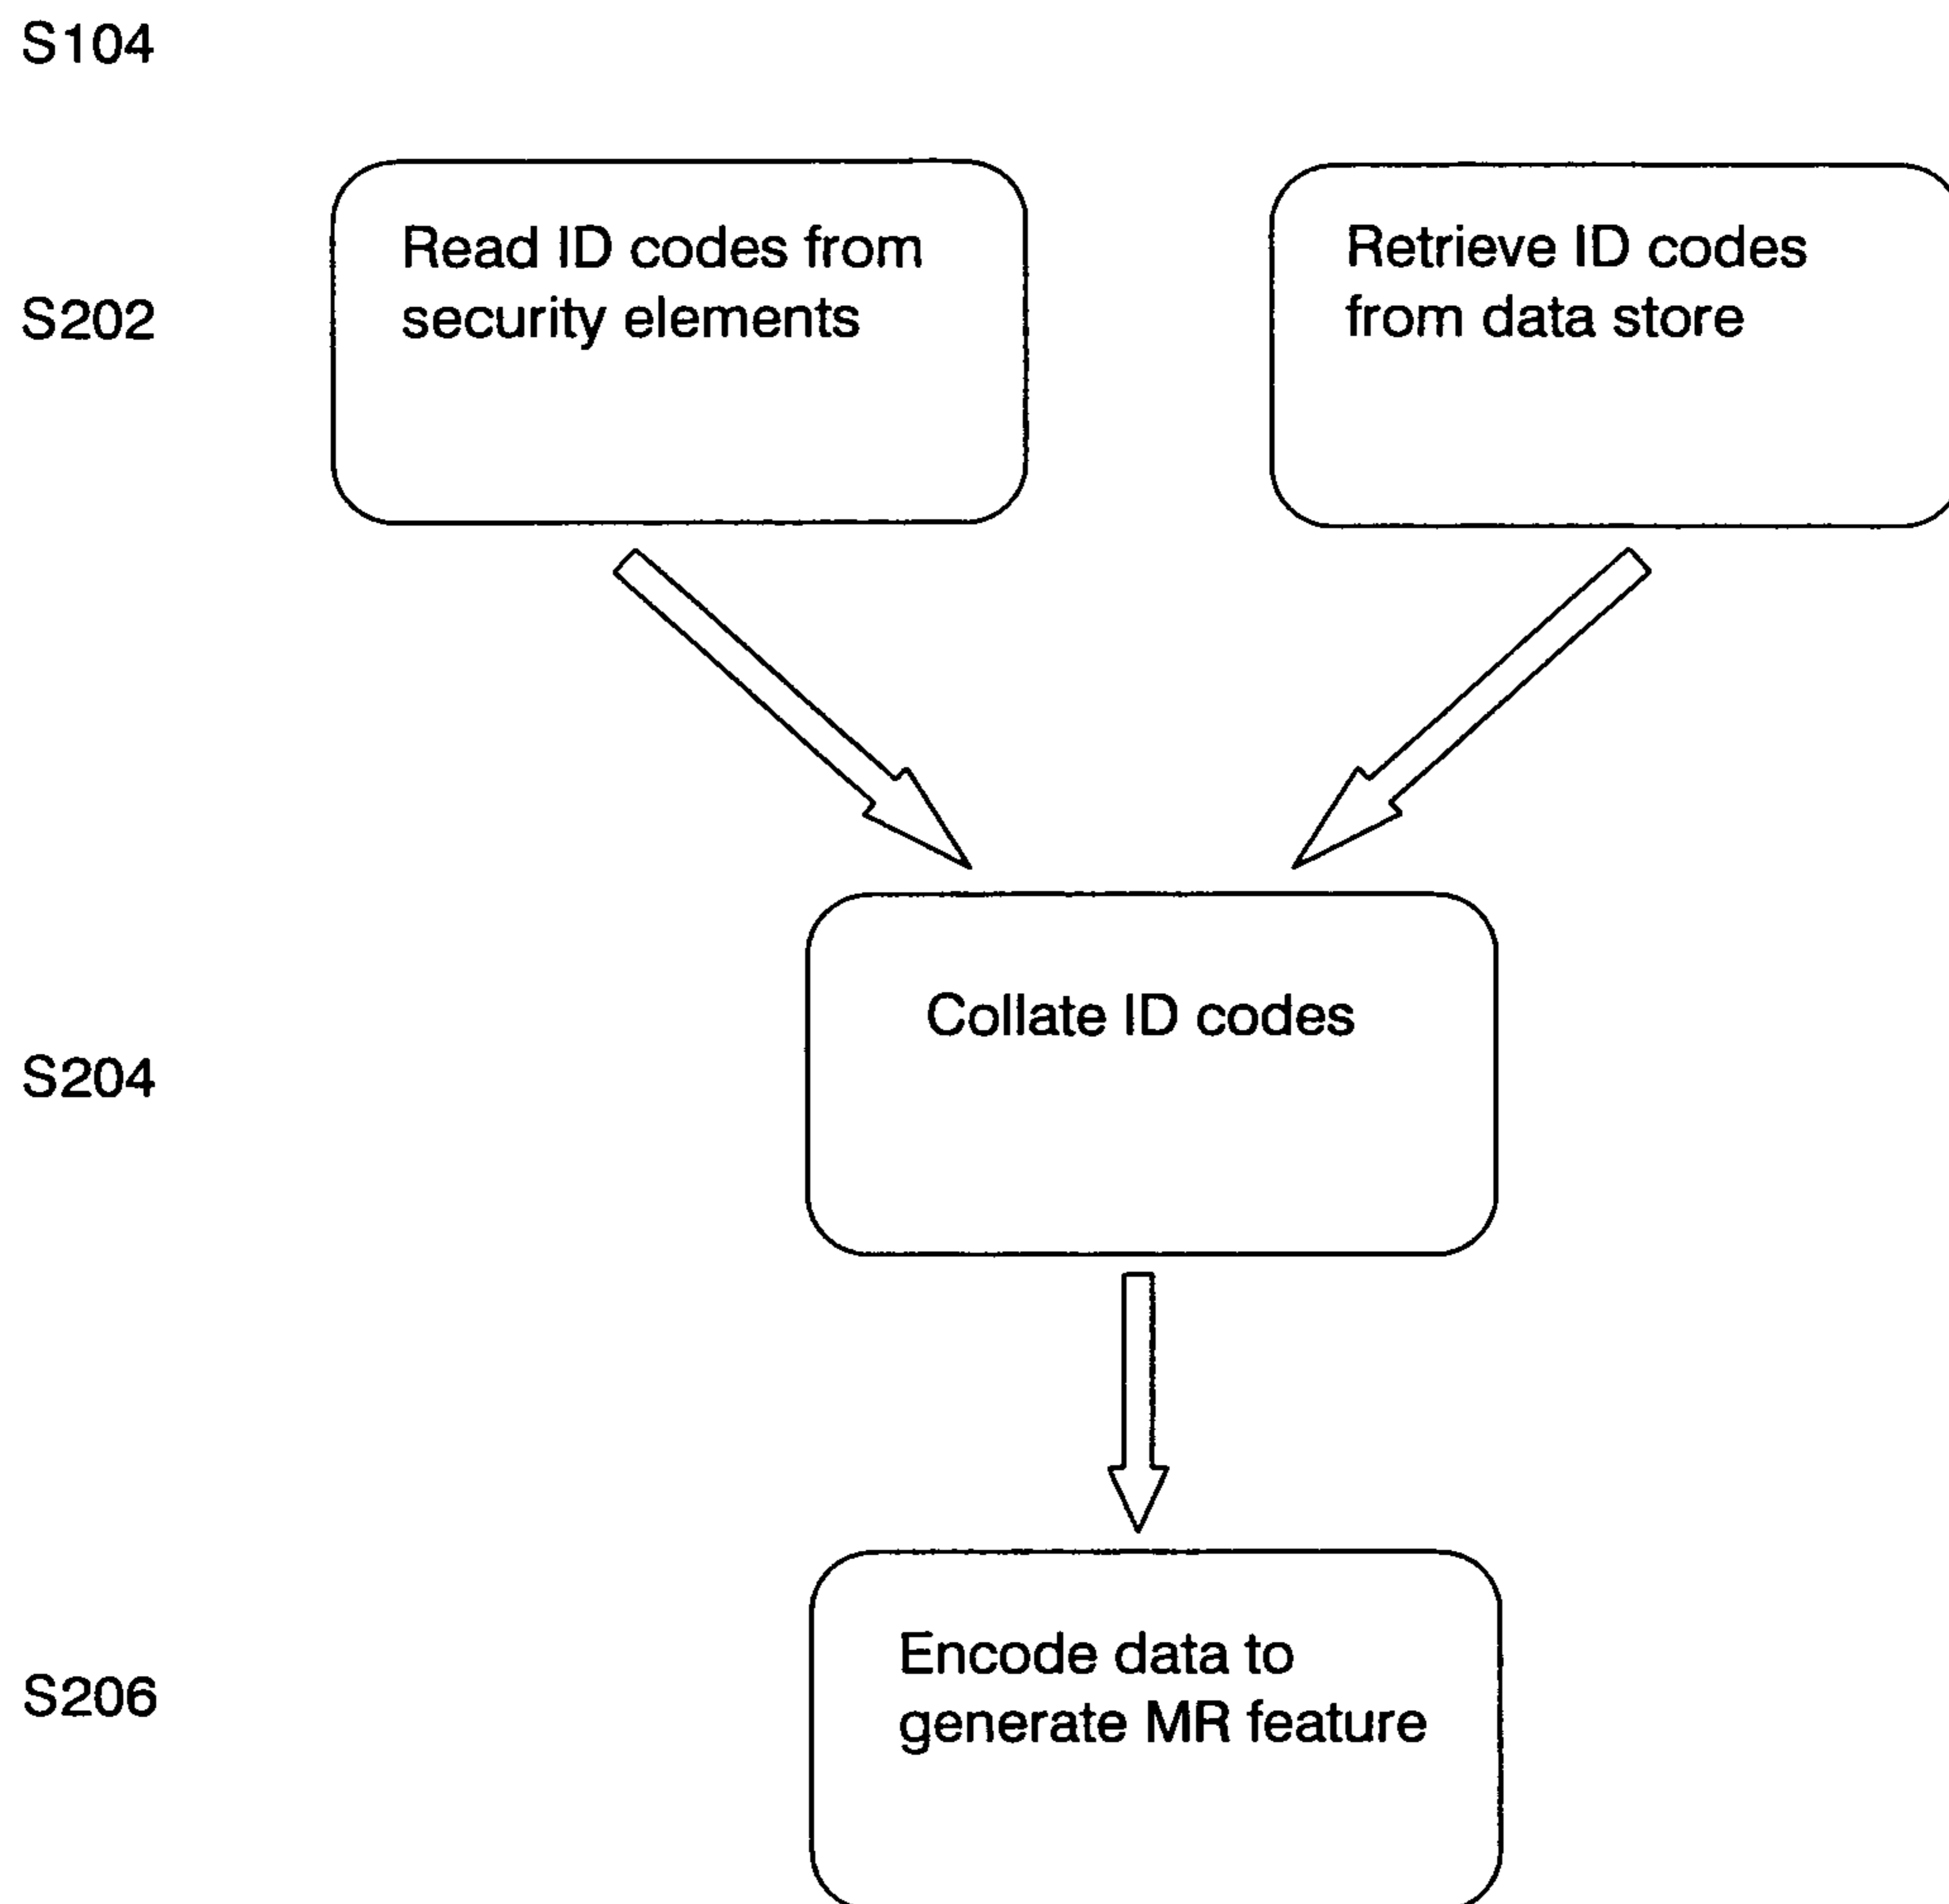 S104
S202
Read ID codes from
security elements
Retrieve ID codes
from data store
S204
Collate ID codes
S206
Encode data to
generate MR feature